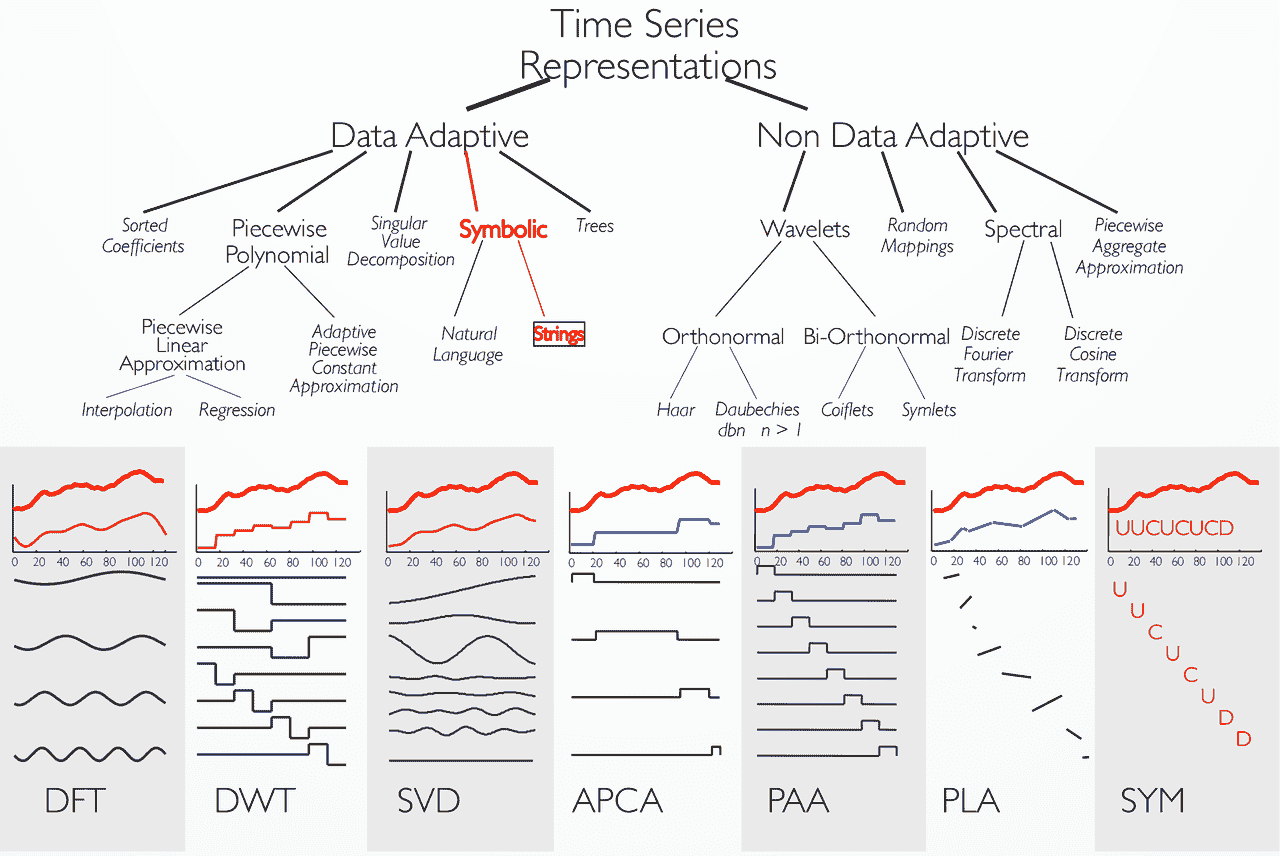 Time Series
Representations
Data Adaptive
Non Data Adaptive
Sorted
Coefficients
Piecewise
Polynomial
Singular
Value
Decomposition
Symbolic
Trees
Wavelets
Random
Mappings
Spectral
Piecewise
Aggregate
Approximation
Piecewise
Linear
Approximation
Adaptive
Piecewise
Constant
Approximation
Natural
Language
Strings
Orthonormal
Bi-Orthonormal
Discrete
Fourier
Transform
Discrete
Cosine
Transform
Interpolation
Regression
Haar
Daubechies
dbn n > 1
Coiflets
Symlets
0 20 40 60 80 100 120
0 20 40 60 80 100 120
0 20 40 60 80 100 120
0 20 40 60 80 100 120
0 20 40 60 80 100 120
0 20 40 60 80 100 120
UUCUCUCD
0 20 40 60 80 100 120
U
U
C
U
C
U
D
D
DFT
DWT
SVD
APCA
PAA
PLA
SYM